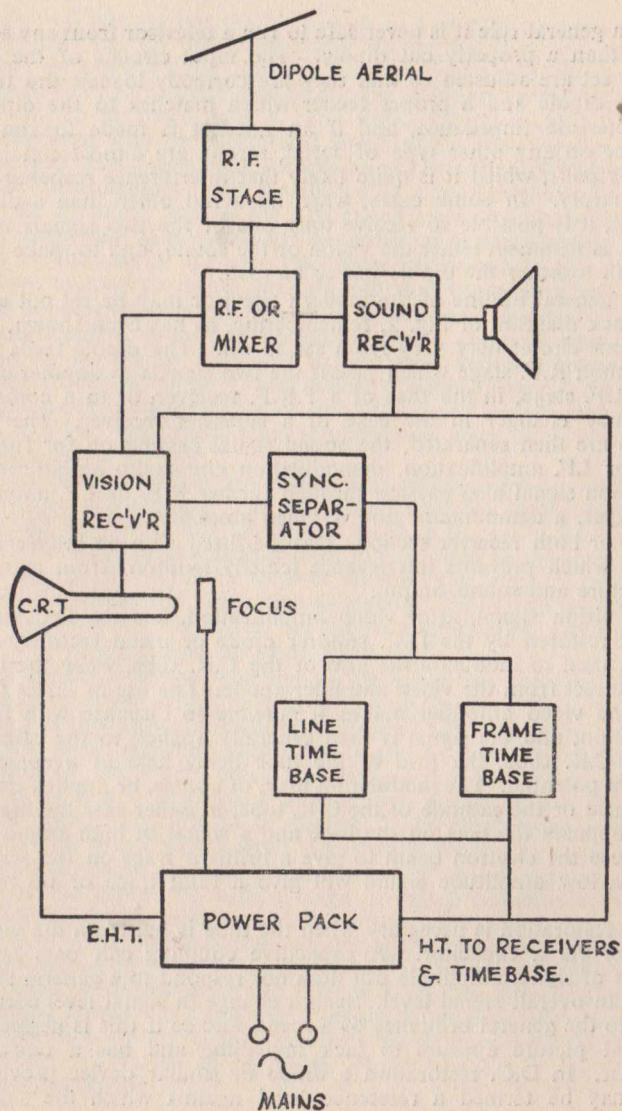 DIPOLE AERIAL
R.F.
STAGE
R.F. OR
MIXER
SOUND
REC'V'R
VISION
REC'V'R
SYNC.
SEPAR-
ATOR
C.R.T
FOCUS
LINE
TIME
BASE
FRAME
TIME
BASE
POWER PACK
E.H.T.
H.T. TO RECEIVERS
& TIMEBASE.
MAINS